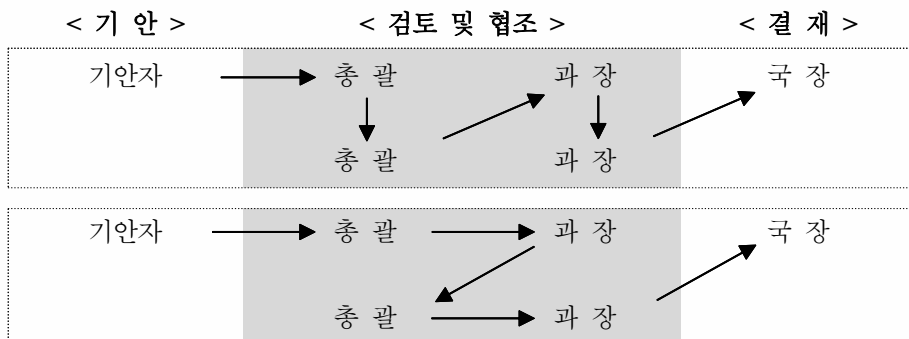 < 기 안 > < 검토 및 협조 > < 결 재 >
기안자 총 괄 과 장 국 장
총 괄 과 장
기안자 총 괄 과 장 국 장
총 괄 과 장